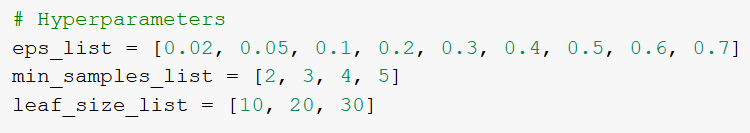 # Hyperparameters
eps_list = [0.02, 0.05, 0.1, 0.2, 0.3, 0.4, 0.5, 0.6, 0.7]
min_samples_list = [2, 3, 4, 5]
leaf_size_list = [10, 20, 30]